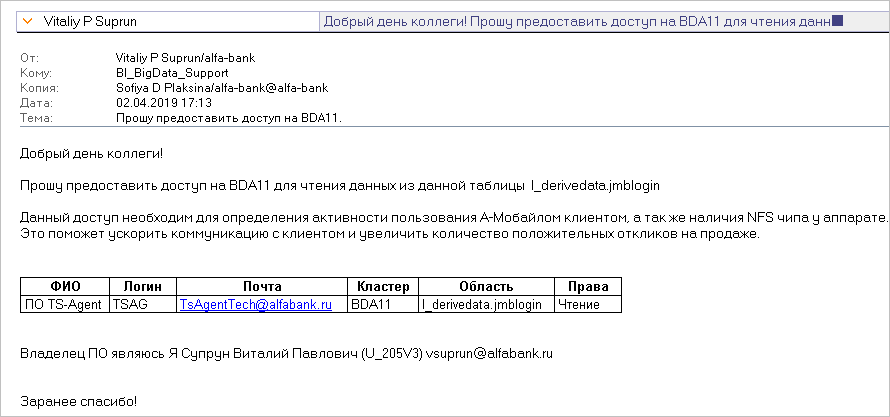 Vitaliy P Suprun Добрый день коллеги! Прошу предоставить доступ на BDA11 для чтения данн
От: Vitaliy P Suprun/alfa-bank
Кому: BI_BigData_Support
Копия: Sofiya D Plaksina/alfa-bank@alfa-bank
Дата: 02.04.2019 17:13
Тема: Прошу предоставить доступ на BDA11.
Добрый день коллеги!
Прошу предоставить доступ на BDA11 для чтения данных из данной таблицы l_derivedata.jmblogin
Данный доступ необходим для определения активности пользования А-Мобайлом клиентом, а так же наличия NFS чипа у аппарате.
Это поможет ускорить коммуникацию с клиентом и увеличить количество положительных откликов на продаже.
ФИО Логин Почта Кластер Область Права
ПО TS-Agent TSAG TsAgentTech@alfabank.ru BDA11 l_derivedata.jmblogin Чтение
Владелец ПО являюсь Я Супрун Виталий Павлович (U_205V3) vsuprun@alfabank.ru
Заранее спасибо!